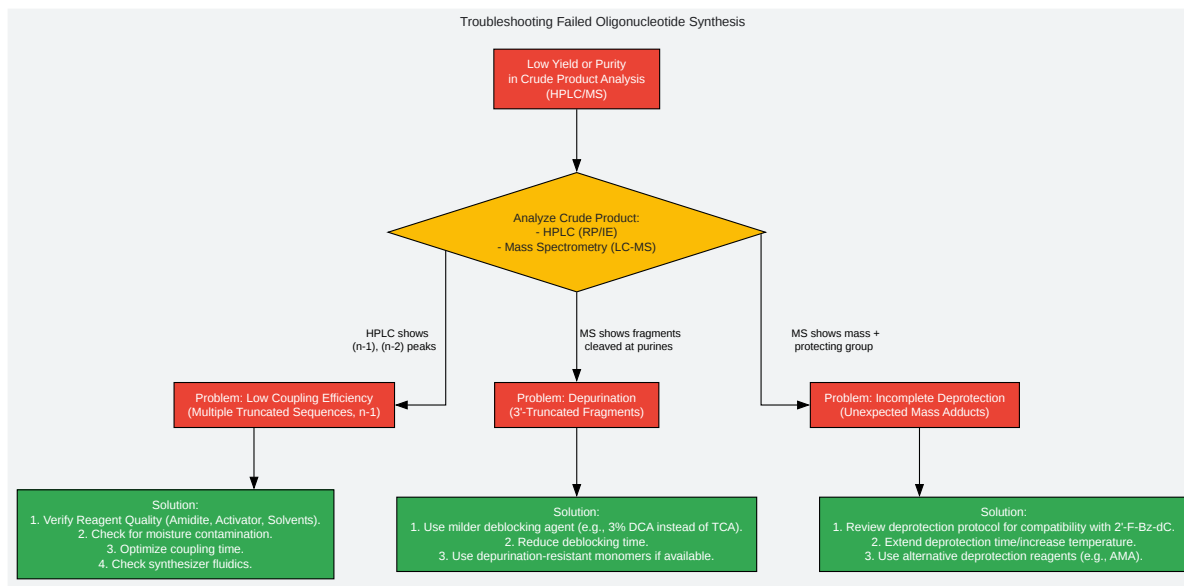 Troubleshooting Failed Oligonucleotide Synthesis
Low Yield or Purity
in Crude Product Analysis
(HPLC/MS)
Analyze Crude Product:
- HPLC (RP/IE)
- Mass Spectrometry (LC-MS)
HPLC shows
(n-1), (n-2) peaks
MS shows fragments
cleaved at purines
MS shows mass +
protecting group
Problem: Low Coupling Efficiency
(Multiple Truncated Sequences, n-1)
Problem: Depurination
(3'-Truncated Fragments)
Problem: Incomplete Deprotection
(Unexpected Mass Adducts)
Solution:
1. Verify Reagent Quality (Amidite, Activator, Solvents).
2. Check for moisture contamination.
3. Optimize coupling time.
4. Check synthesizer fluidics.
Solution:
1. Use milder deblocking agent (e.g., 3% DCA instead of TCA).
2. Reduce deblocking time.
3. Use depurination-resistant monomers if available.
Solution:
1. Review deprotection protocol for compatibility with 2'-F-Bz-dC.
2. Extend deprotection time/increase temperature.
3. Use alternative deprotection reagents (e.g., AMA).